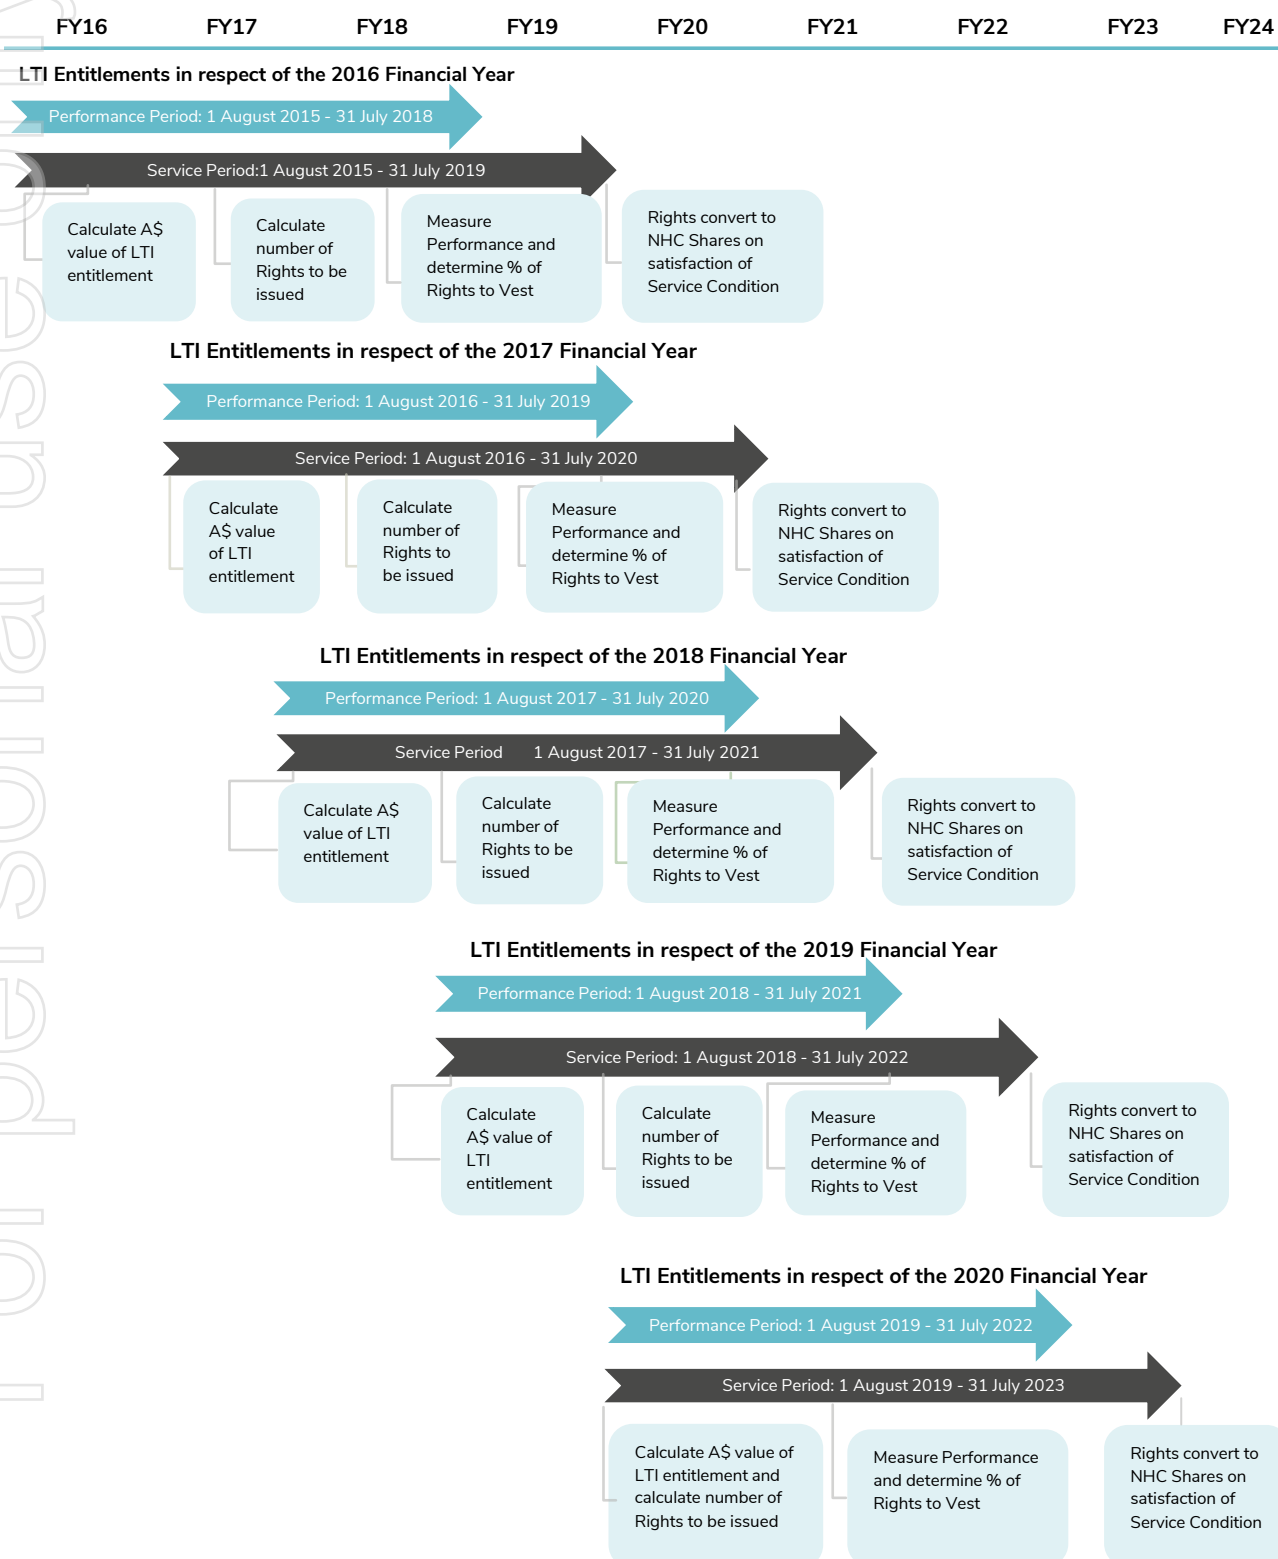 FY16 FY17 FY18 FY19 FY20 FY21 FY22 FY23 FY24
LTI Entitlements in respect of the 2016 Financial Year
Performance Period: 1 August 2015 - 31 July 2018
Service Period:1 August 2015 - 31 July 2019
Calculate A$
value of LTI
entitlement
Calculate
number of
Rights to be
issued
Measure
Performance and
determine % of
Rights to Vest
Rights convert to
NHC Shares on
satisfaction of
Service Condition
LTI Entitlements in respect of the 2017 Financial Year
Performance Period: 1 August 2016 - 31 July 2019
Service Period: 1 August 2016 - 31 July 2020
Calculate
A$ value
of LTI
entitlement
Calculate
number of
Rights to
be issued
Measure
Performance and
determine % of
Rights to Vest
Rights convert to
NHC Shares on
satisfaction of
Service Condition
LTI Entitlements in respect of the 2018 Financial Year
Performance Period: 1 August 2017 - 31 July 2020
Service Period 1 August 2017 - 31 July 2021
Calculate A$
value of LTI
entitlement
Calculate
number of
Rights to be
issued
Measure
Performance and
determine % of
Rights to Vest
Rights convert to
NHC Shares on
satisfaction of
Service Condition
LTI Entitlements in respect of the 2019 Financial Year
Performance Period: 1 August 2018 - 31 July 2021
Service Period: 1 August 2018 - 31 July 2022
Calculate
A$ value of
LTI
entitlement
Calculate
number of
Rights to be
issued
Measure
Performance and
determine % of
Rights to Vest
Rights convert to
NHC Shares on
satisfaction of
Service Condition
LTI Entitlements in respect of the 2020 Financial Year
Performance Period: 1 August 2019 - 31 July 2022
Service Period: 1 August 2019 - 31 July 2023
Calculate A$ value of
LTI entitlement and
calculate number of
Rights to be issued
Measure Performance
and determine % of
Rights to Vest
Rights convert to
NHC Shares on
satisfaction of
Service Condition
For personal use only